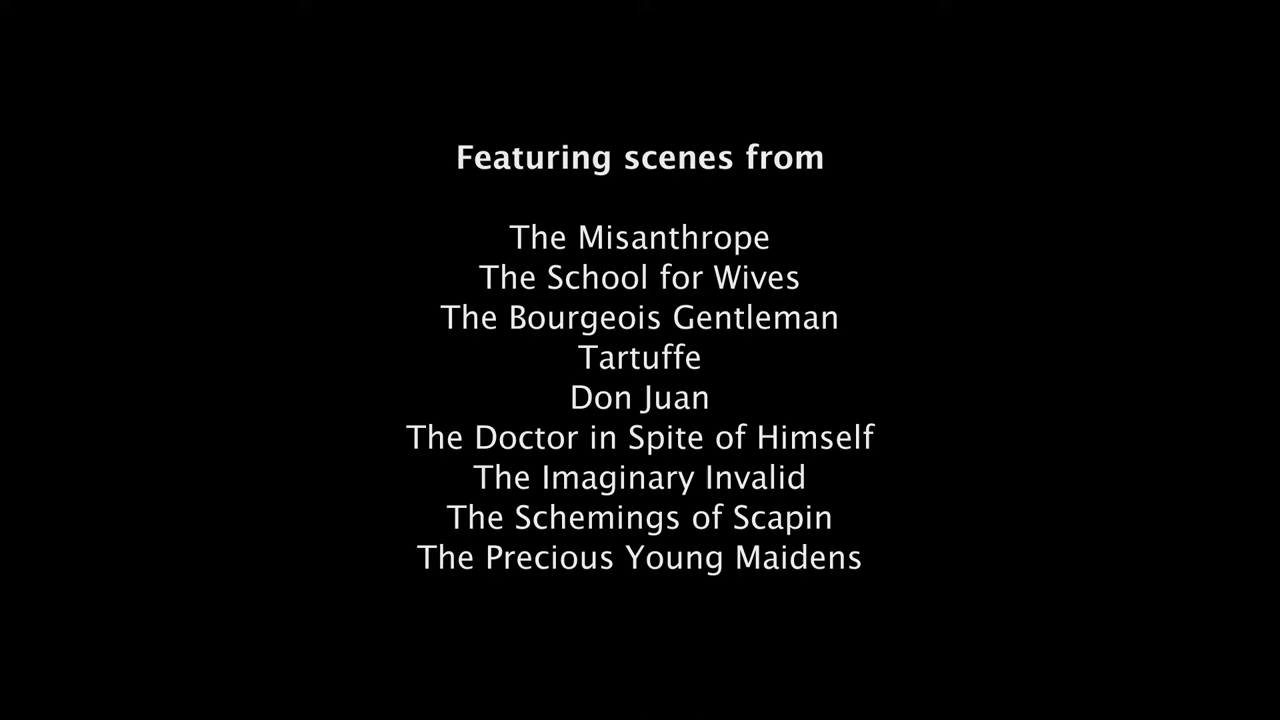 Featuring scenes from
The Misanthrope
The School for Wives
The Bourgeois Gentleman
Tartuffe
Don Juan
The Doctor in Spite of Himself
The Imaginary Invalid
The Schemings of Scapin
The Precious Young Maidens